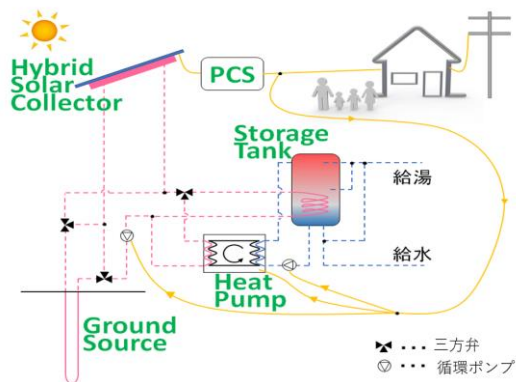 Hybrid
Solar
Collector
PCS
Storage
Tank
給湯
給水
Heat
Pump
Ground
Source
・・・三方弁
・・・循環ポンプ